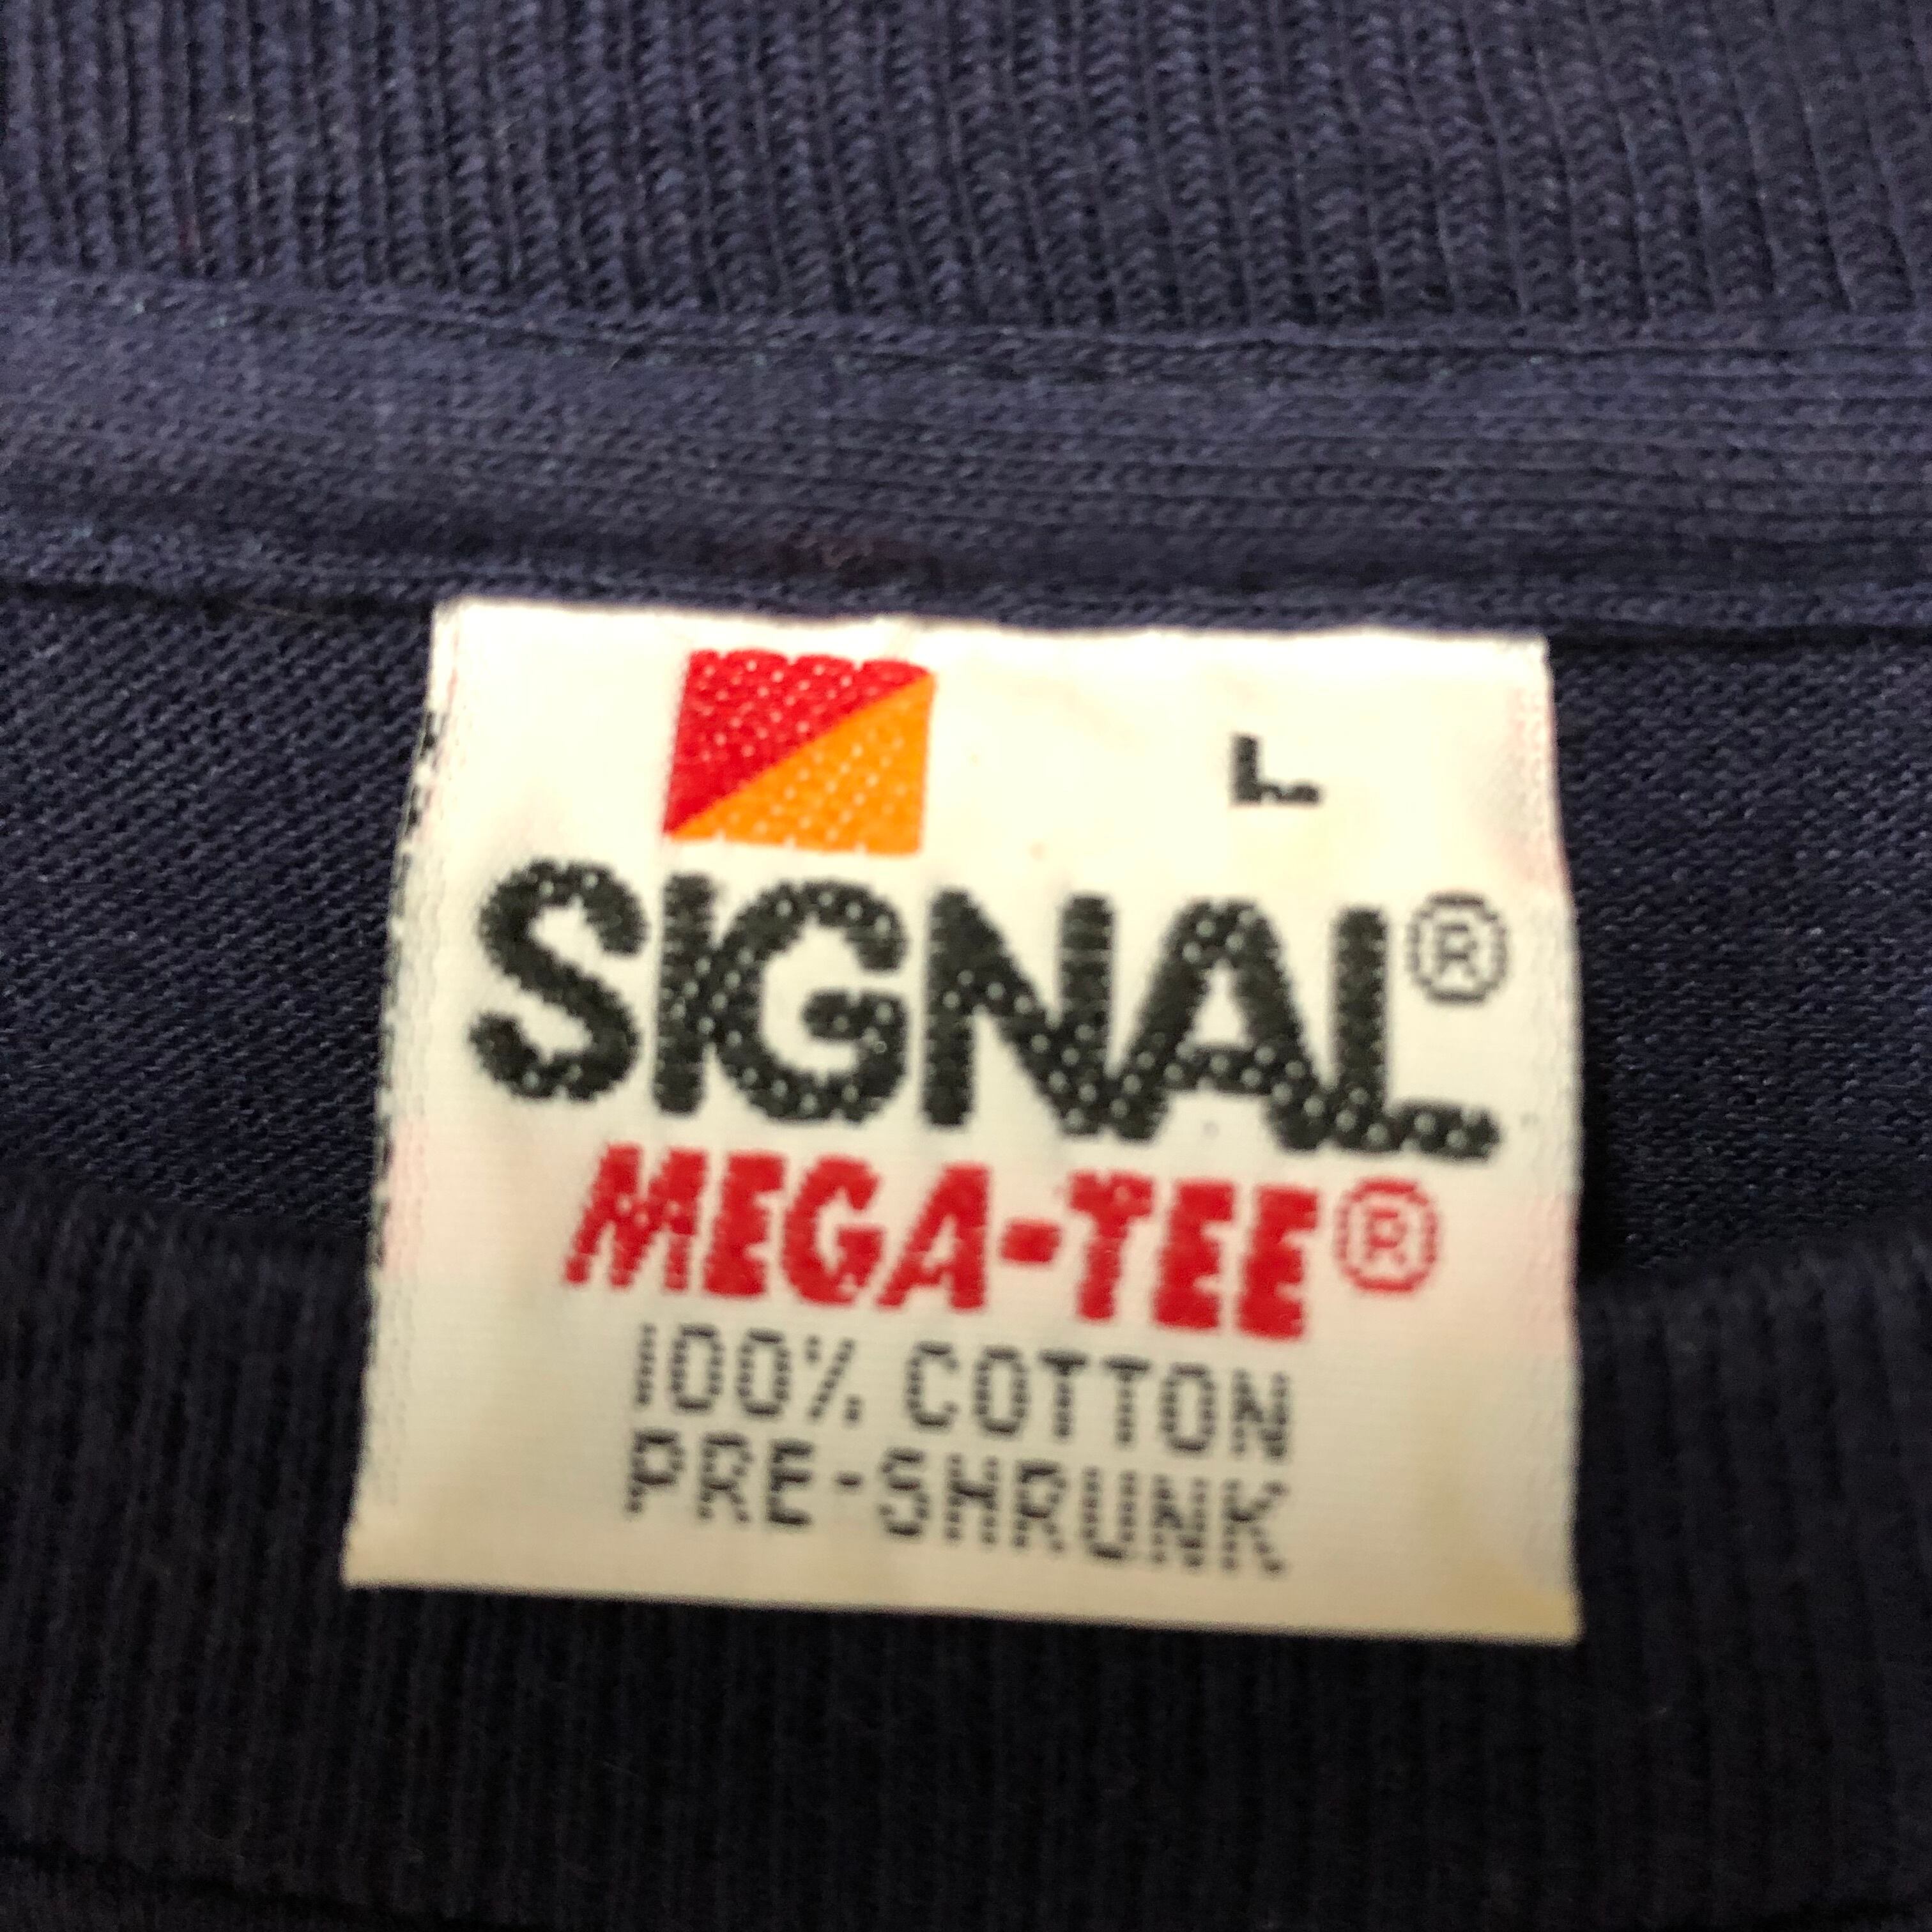 L
SIGNAL®
MEGA-TEE®
100% COTTON
PRE-SHRUNK